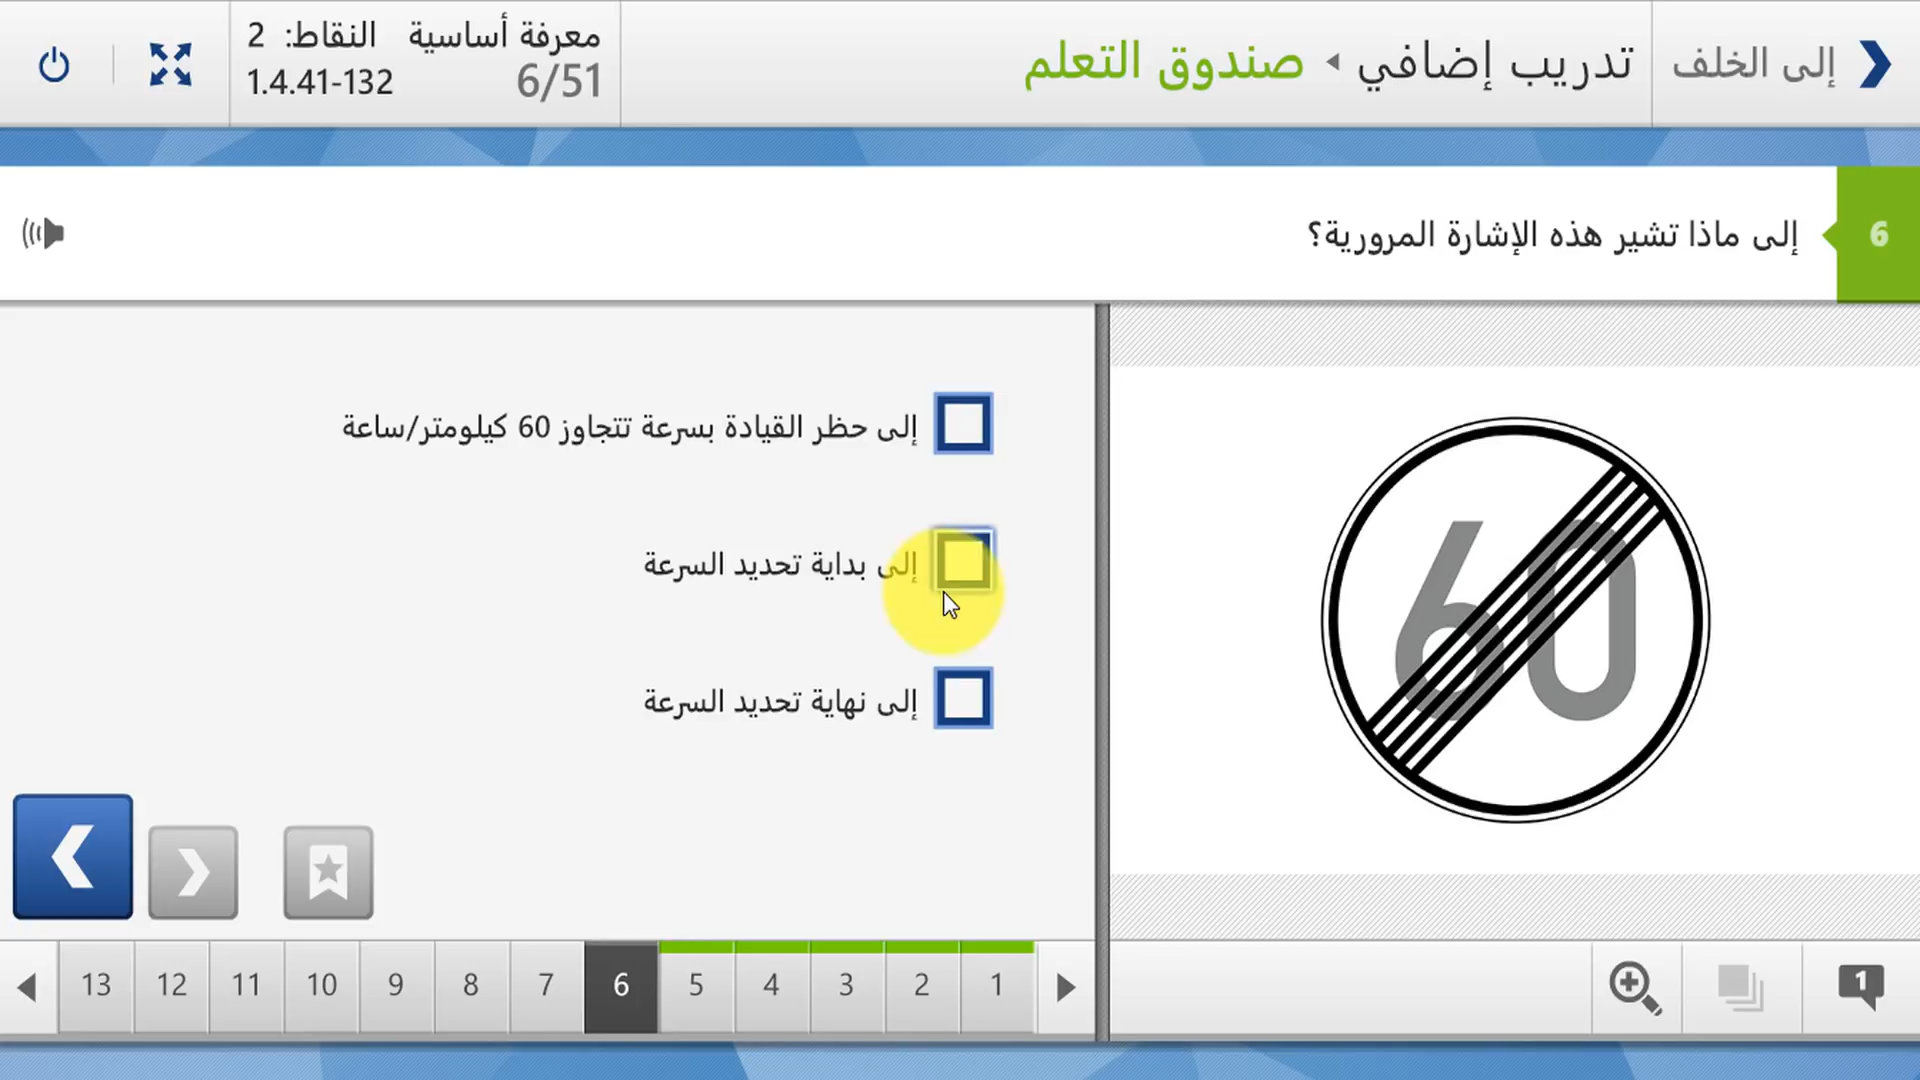 إلى الخلف
تدريب إضافي
صندوق التعلم
معرفة أساسية
6/51
النقاط: 2
1.4.41-132
6
إلى ماذا تشير هذه الإشارة المرورية؟
60
إلى حظر القيادة بسرعة تتجاوز 60 كيلومتر/ساعة
إلى بداية تحديد السرعة
إلى نهاية تحديد السرعة
1
1 2 3 4 5 6 7 8 9 10 11 12 13